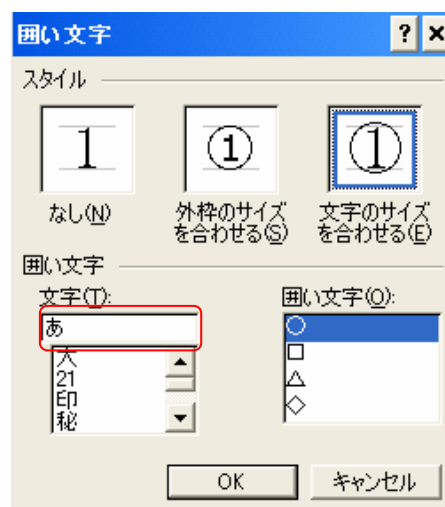 囲い文字
スタイル
1 ① ①
なし(N) 外枠のサイズを合わせる(S) 文字のサイズを合わせる(E)
囲い文字
文字(T): 囲い文字(O):
あ
大
21
印
秘
○
□
△
◇
OK キャンセル